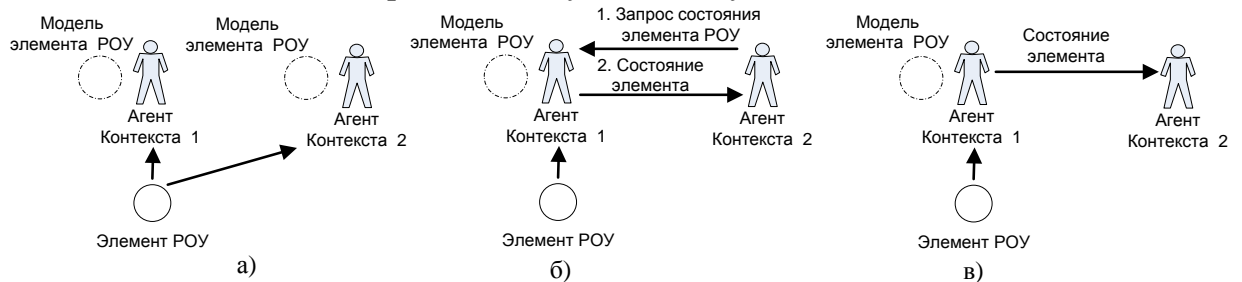 Модель
элемента РОУ
Агент
Контекста 1
Модель
элемента РОУ
Агент
Контекста 2
Элемент РОУ
а)
Модель
элемента РОУ
1. Запрос состояния
элемента РОУ
2. Состояние
элемента
Агент
Контекста 1
Агент
Контекста 2
Элемент РОУ
б)
Модель
элемента РОУ
Состояние
элемента
Агент
Контекста 1
Агент
Контекста 2
Элемент РОУ
в)